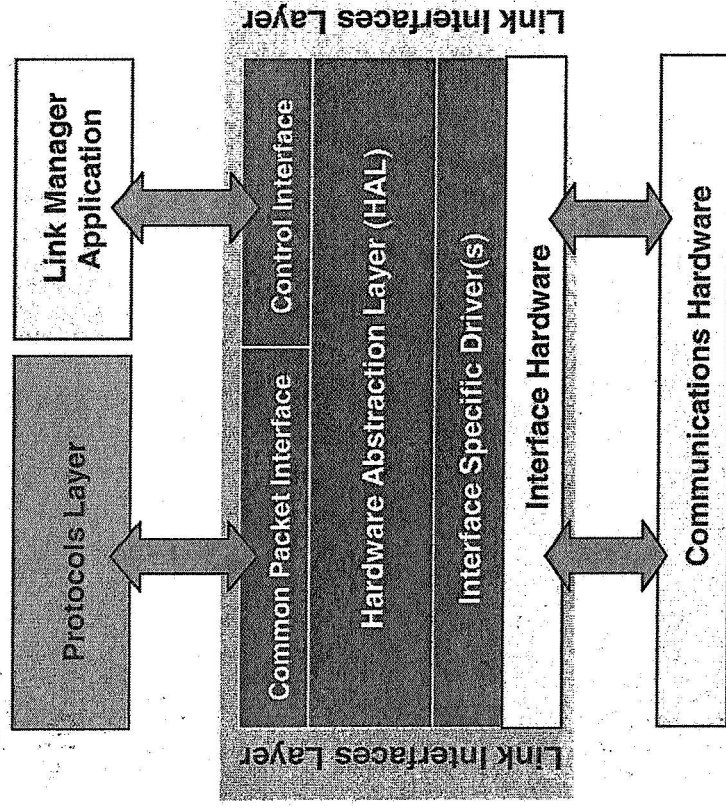 Link Interfaces Layer
Protocols Layer
Link Manager
Application
Common Packet Interface
Control Interface
Hardware Abstraction Layer (HAL)
Interface Specific Driver(s)
Interface Hardware
Communications Hardware
Link Interfaces Layer